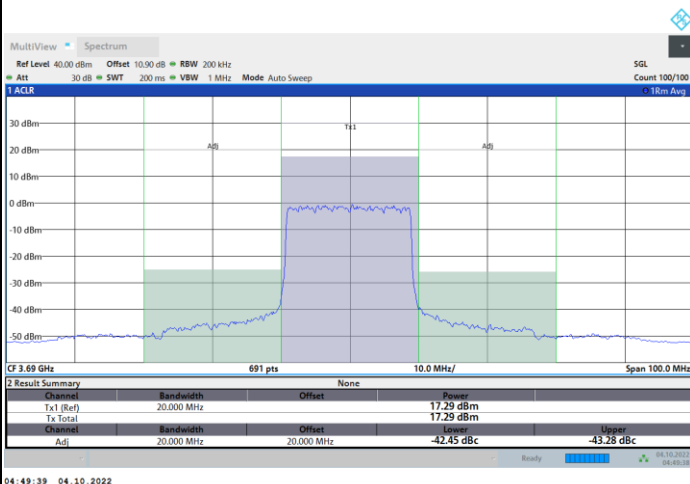 MultiView Spectrum
Ref Level 40.00 dBm Offset 10.90 dB RBW 200 kHz SGL
Att 30 dB SWT 200 ms VBW 1 MHz Mode Auto Sweep Count 100/100
1 ACLR 1Rm Avg
30 dBm
Tx1
20 dBm Adj Adj
10 dBm
0 dBm
-10 dBm
-20 dBm
-30 dBm
-40 dBm
-50 dBm
CF 3.69 GHz 691 pts 10.0 MHz/ Span 100.0 MHz
2 Result Summary None
Channel Bandwidth Offset Power
Tx1 (Ref) 20.000 MHz 17.29 dBm
Tx Total 17.29 dBm
Channel Bandwidth Offset Lower Upper
Adj 20.000 MHz 20.000 MHz -42.45 dBc -43.28 dBc
Ready 04.10.2022
04:49:38
04:49:39 04.10.2022